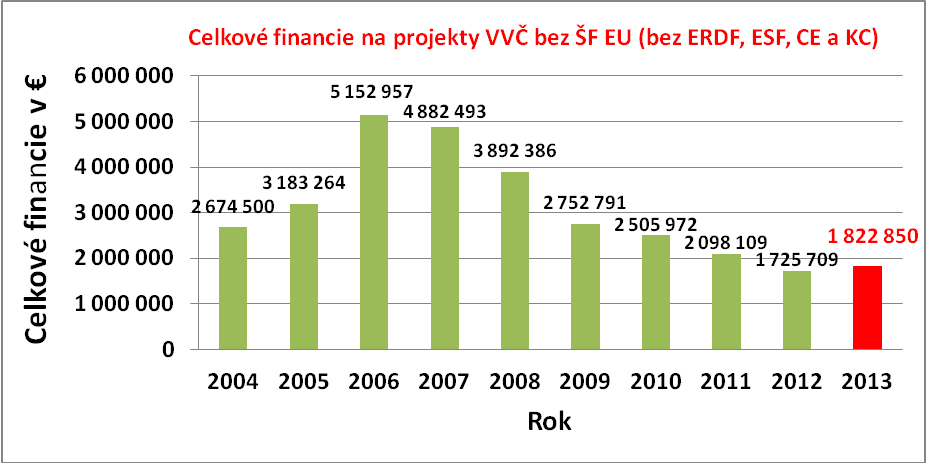 Celkové financie na projekty VVČ bez ŠF EU (bez ERDF, ESF, CE a KC)
Celkové financie v €
6 000 000
5 000 000
4 000 000
3 000 000
2 000 000
1 000 000
0
2 674 500
3 183 264
5 152 957
4 882 493
3 892 386
2 752 791
2 505 972
2 098 109
1 725 709
1 822 850
2004 2005 2006 2007 2008 2009 2010 2011 2012 2013
Rok